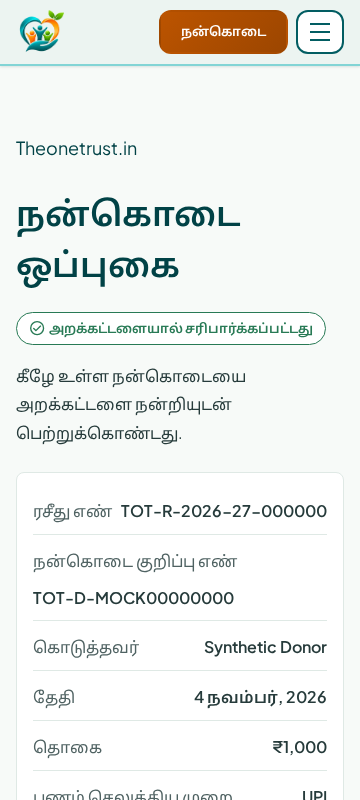 நன்கொடை
Theonetrust.in
நன்கொடை
ஒப்புகை
அறக்கட்டளையால் சரிபார்க்கப்பட்டது
கீழே உள்ள நன்கொடையை
அறக்கட்டளை நன்றியுடன்
பெற்றுக்கொண்டது.
ரசீது எண் TOT-R-2026-27-000000
நன்கொடை குறிப்பு எண்
TOT-D-MOCK00000000
கொடுத்தவர் Synthetic Donor
தேதி 4 நவம்பர், 2026
தொகை ₹1,000
பணம் செலுத்திய முறை UPI